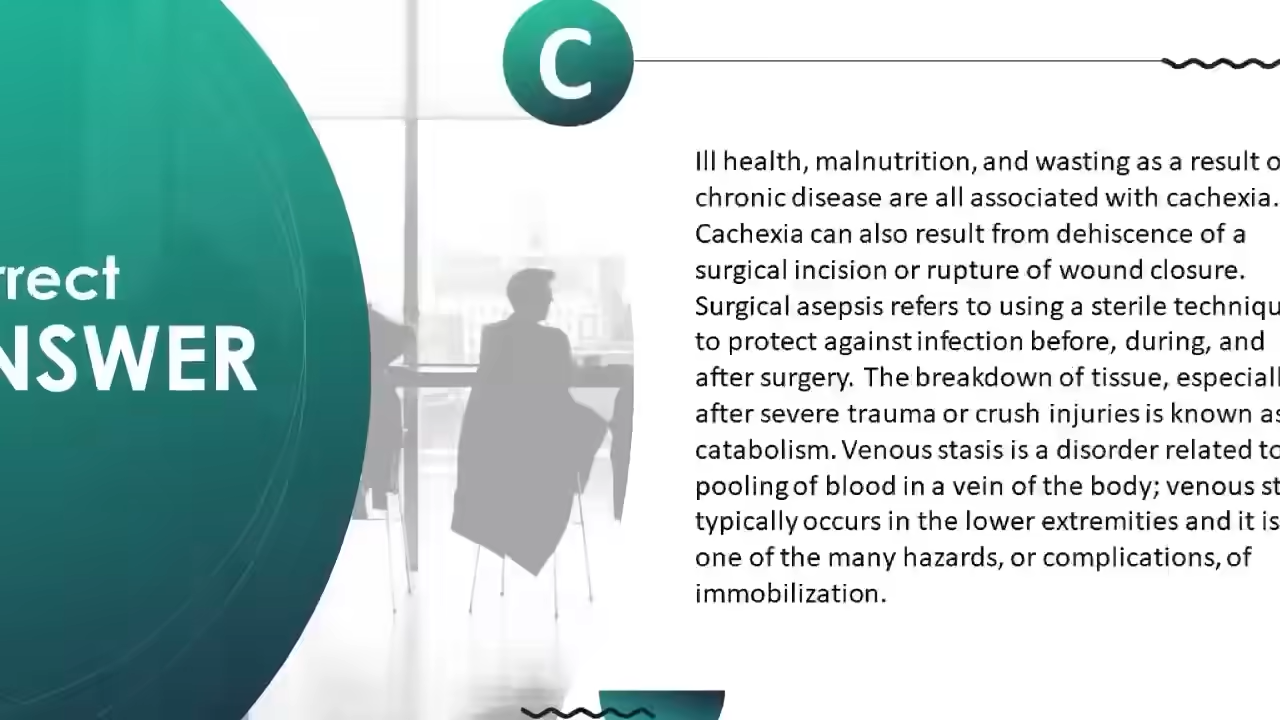 C
rrect
NSWER
Ill health, malnutrition, and wasting as a result o
chronic disease are all associated with cachexia.
Cachexia can also result from dehiscence of a
surgical incision or rupture of wound closure.
Surgical asepsis refers to using a sterile techniqu
to protect against infection before, during, and
after surgery. The breakdown of tissue, especiall
after severe trauma or crush injuries is known as
catabolism. Venous stasis is a disorder related to
pooling of blood in a vein of the body; venous st
typically occurs in the lower extremities and it is
one of the many hazards, or complications, of
immobilization.